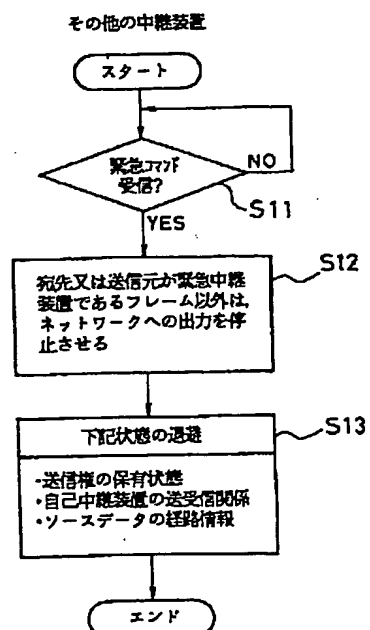 その他の中継装置
スタート
緊急コマンド
受信?
NO
S11
YES
宛先又は送信元が緊急中継
装置であるフレーム以外は,
ネットワークへの出力を停
止させる
S12
下記状態の退避
S13
・送信権の保有状態
・自己中継装置の送受信関係
・ソースデータの経路情報
エンド